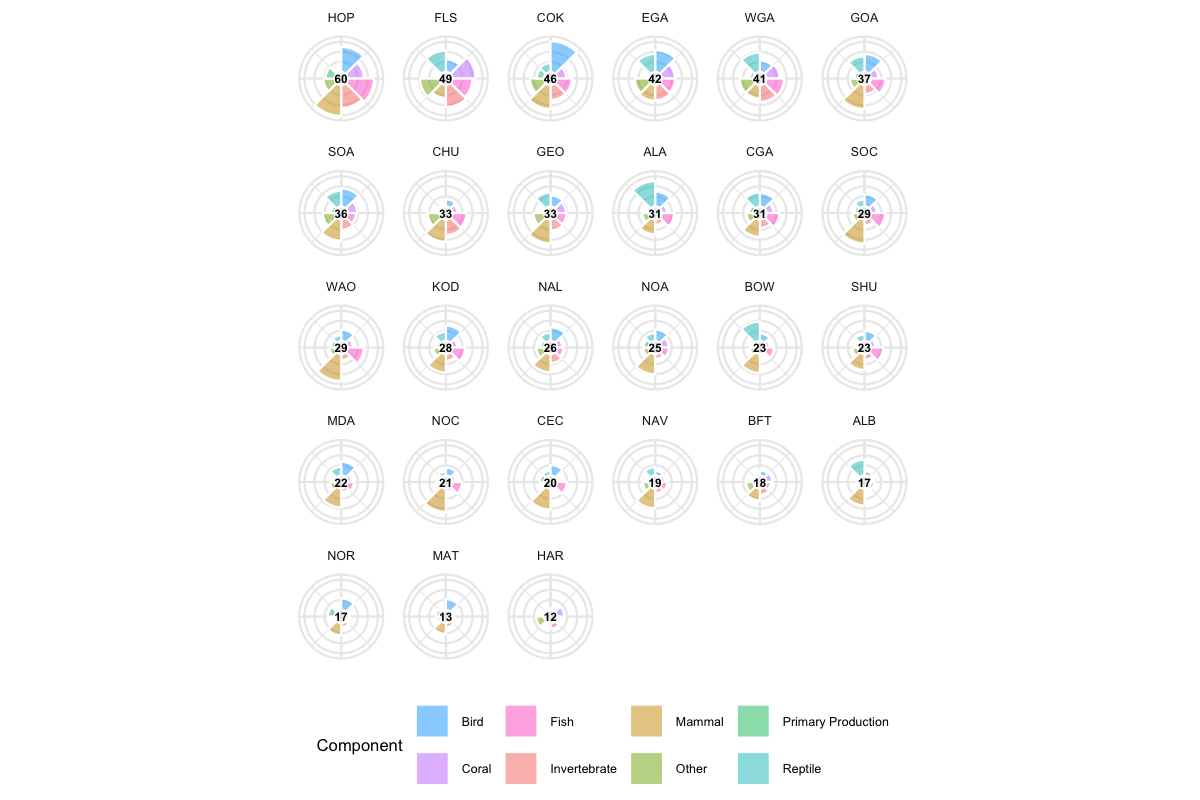 HOP FLS COK EGA WGA GOA
60 49 46 42 41 37
SOA CHU GEO ALA CGA SOC
36 33 33 31 31 29
WAO KOD NAL NOA BOW SHU
29 28 26 25 23 23
MDA NOC CEC NAV BFT ALB
22 21 20 19 18 17
NOR MAT HAR
17 13 12
Bird Fish Mammal Primary Production
Component
Coral Invertebrate Other Reptile